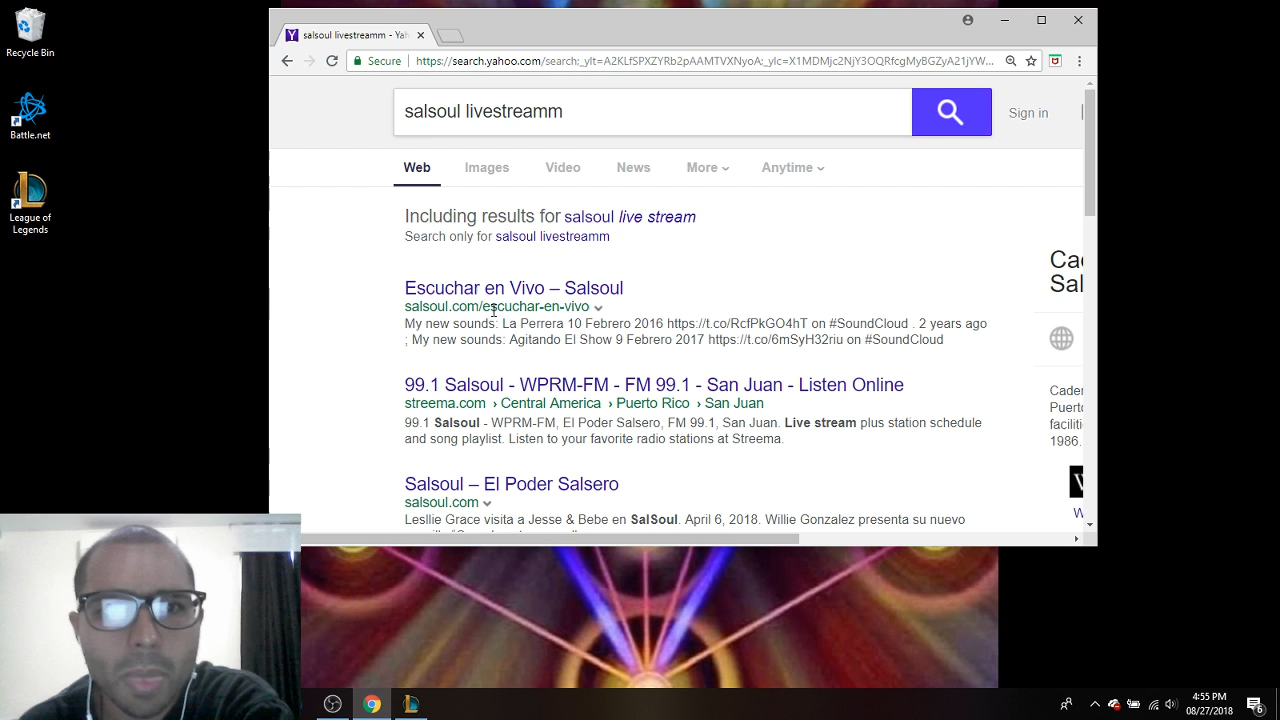 Recycle Bin
Battle.net
League of
Legends
salsoul livestreamm - Yah
Secure
https://search.yahoo.com/search;_ylt=A2KLfSPXZYRb2pAAMTVXNyoA;_ylc=X1MDMjc2NjY3OQRfcgMyBGZyA21jYW...
salsoul livestreamm
Sign in
Web Images Video News More Anytime
Including results for salsoul live stream
Search only for salsoul livestreamm
Escuchar en Vivo – Salsoul
salsoul.com/escuchar-en-vivo
My new sounds: La Perrera 10 Febrero 2016 https://t.co/RcfPkGO4hT on #SoundCloud . 2 years ago
; My new sounds: Agitando El Show 9 Febrero 2017 https://t.co/6mSyH32riu on #SoundCloud
99.1 Salsoul - WPRM-FM - FM 99.1 - San Juan - Listen Online
streema.com › Central America › Puerto Rico › San Juan
99.1 Salsoul - WPRM-FM, El Poder Salsero, FM 99.1, San Juan. Live stream plus station schedule
and song playlist. Listen to your favorite radio stations at Streema.
Salsoul – El Poder Salsero
salsoul.com
Lesllie Grace visita a Jesse & Bebe en SalSoul. April 6, 2018. Willie Gonzalez presenta su nuevo
Cad
Sal
Cader
Puerto
faciliti
1986.
W
4:55 PM
08/27/2018
6